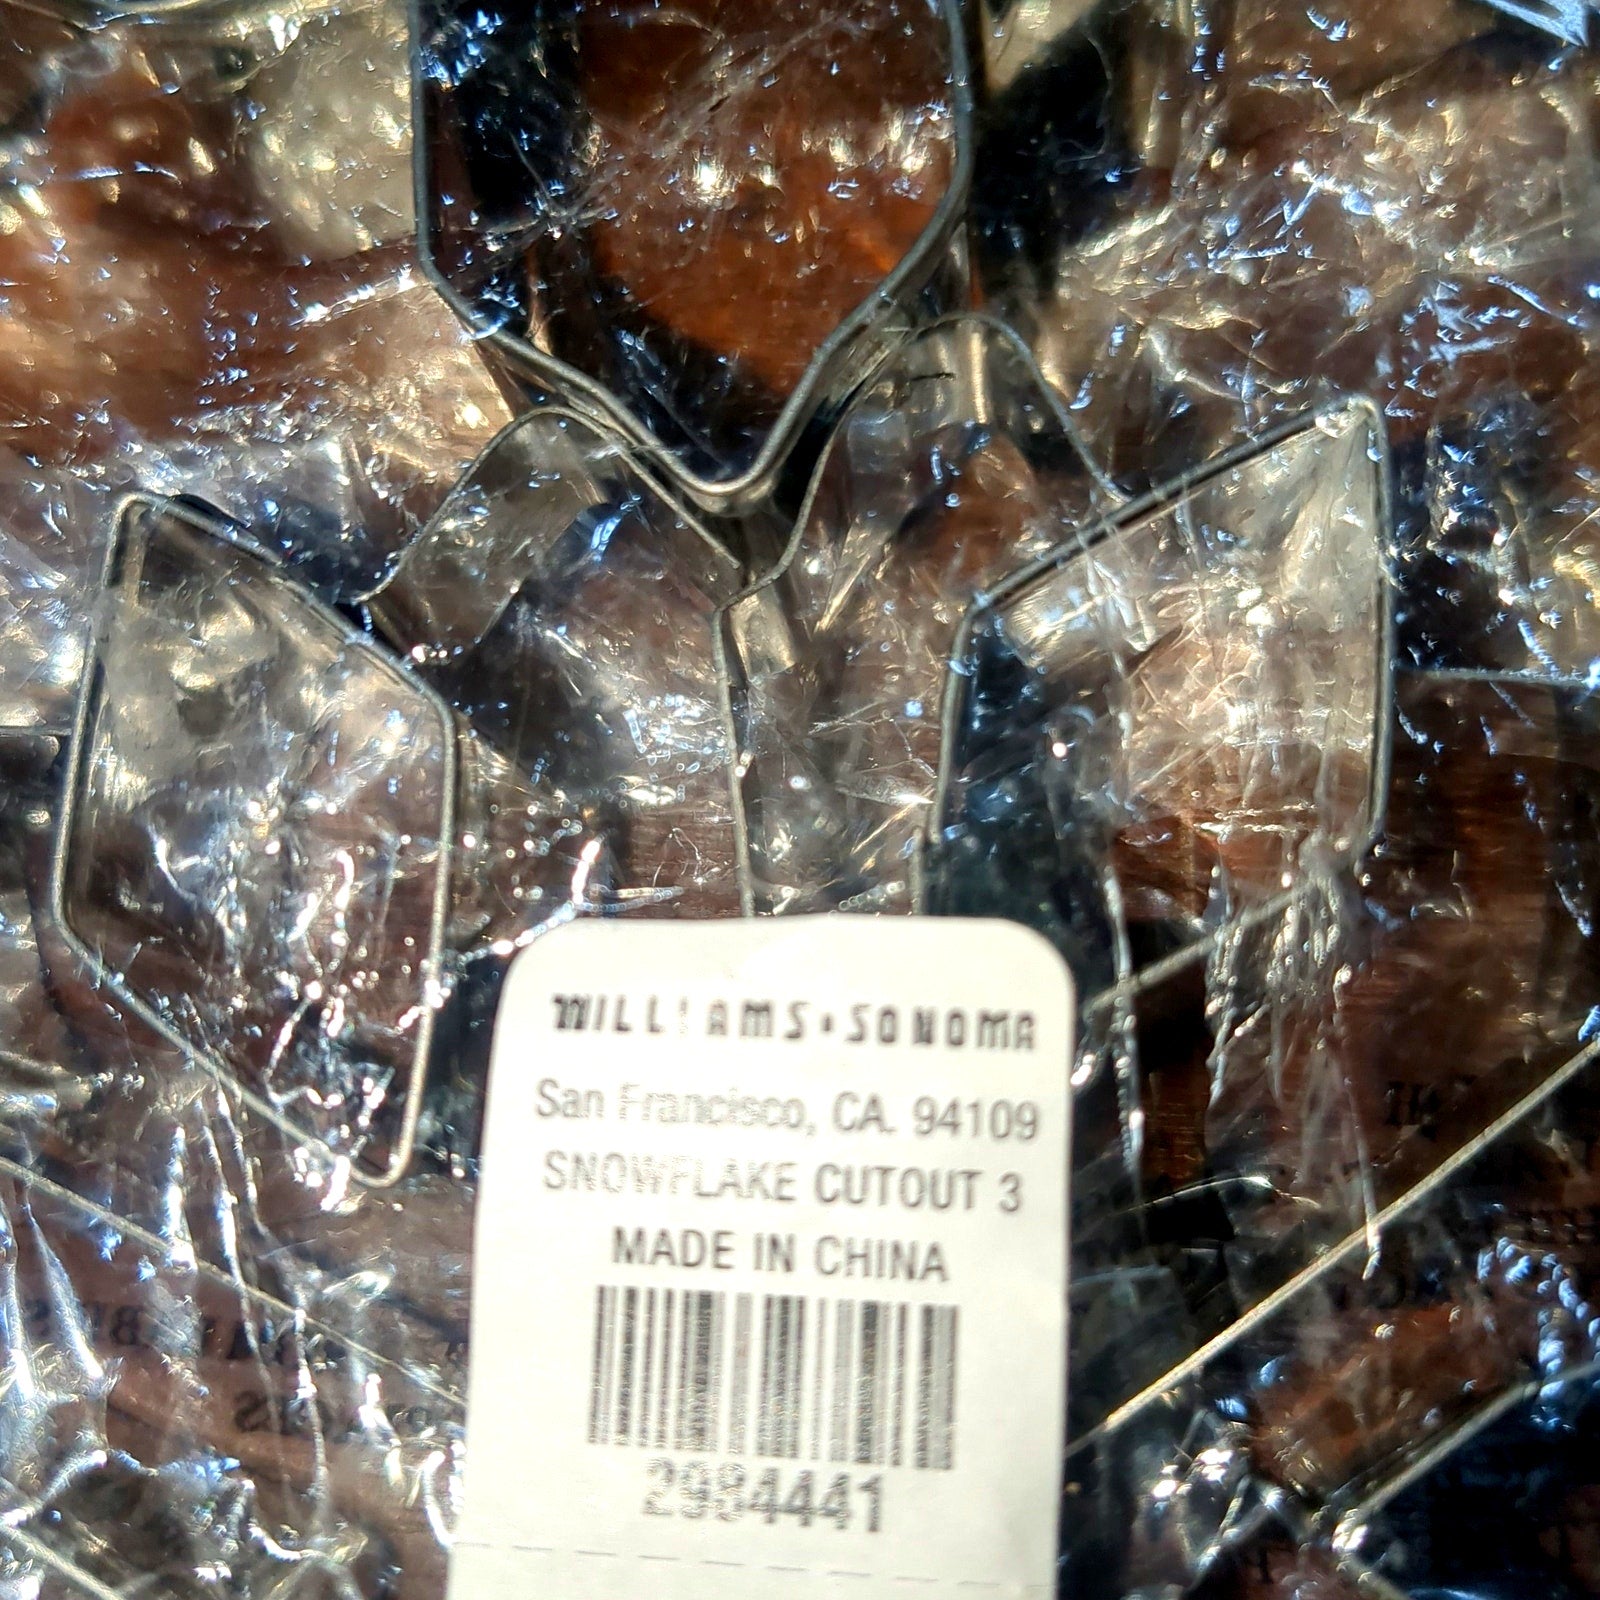 WILLIAMS•SONOMA
San Francisco, CA. 94109
SNOWFLAKE CUTOUT 3
MADE IN CHINA
2984441